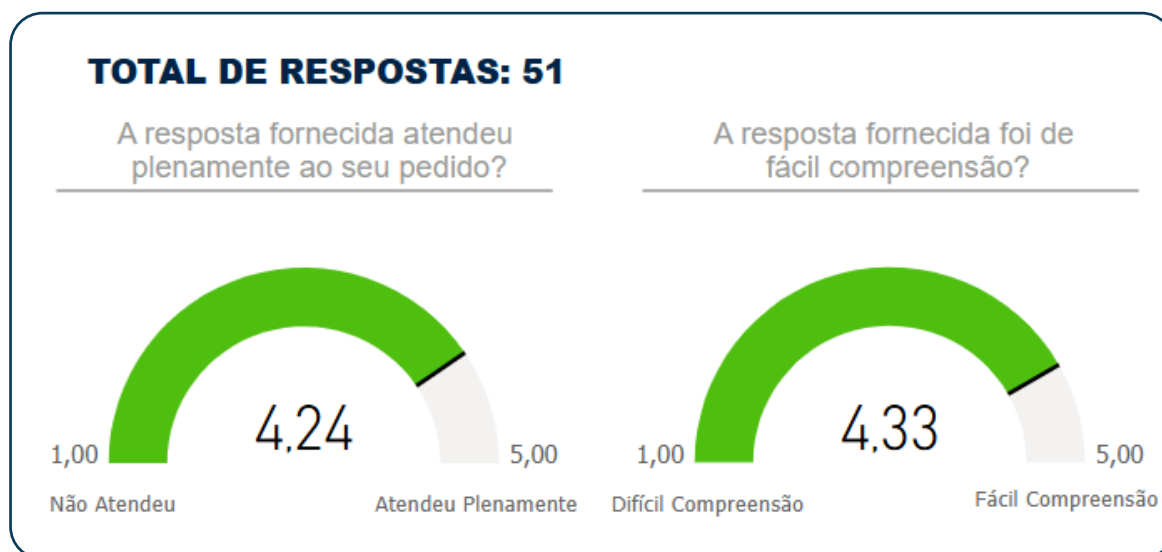 TOTAL DE RESPOSTAS: 51
A resposta fornecida atendeu
plenamente ao seu pedido?
4,24
1,00
5,00
Não Atendeu
Atendeu Plenamente
A resposta fornecida foi de
fácil compreensão?
4,33
1,00
5,00
Difícil Compreensão
Fácil Compreensão